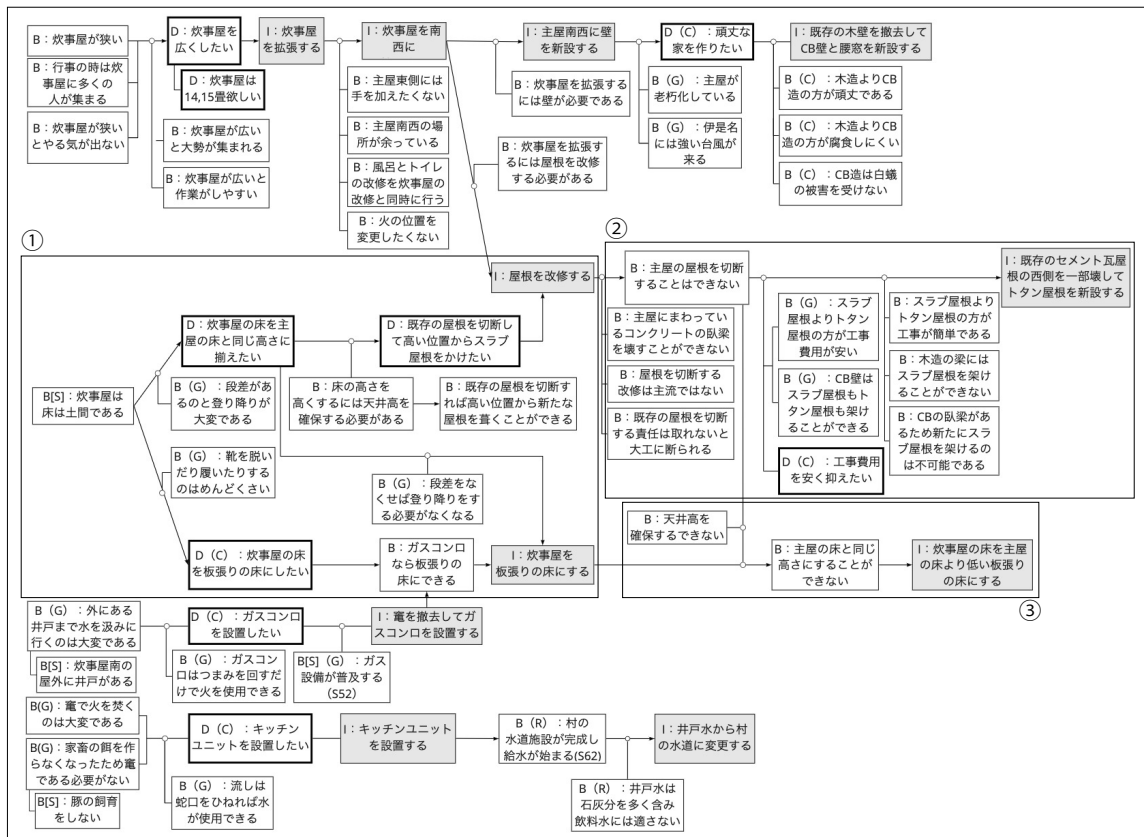 B：炊事屋が狭い
B：行事の時は炊
事屋に多くの
人が集まる
B：炊事屋が狭い
とやる気が出ない
D：炊事屋を
広くしたい
D：炊事屋は
14,15畳欲しい
B：炊事屋が広い
と大勢が集まれる
B：炊事屋が広いと
作業がしやすい
I：炊事屋
を拡張する
I：炊事屋を南
西に
B：主屋東側には
手を加えたくない
B：主屋南西の場
所が余っている
B：風呂とトイレ
の改修を炊事屋の
改修と同時に行う
B：火の位置を
変更したくない
I：主屋南西に壁
を新設する
B：炊事屋を拡張する
には壁が必要である
B：炊事屋を拡張す
るには屋根を改修
する必要がある
D（C）：頑丈な
家を作りたい
B（G）：主屋が
老朽化している
B（G）：伊是名
には強い台風が
来る
I：既存の木壁を撤去して
CB壁と腰窓を新設する
B（C）：木造よりCB
造の方が頑丈である
B（C）：木造よりCB
造の方が腐食しにくい
B（C）：CB造は白蟻
の被害を受けない
①
I：屋根を改修する
B[S]：炊事屋は
床は土間である
D：炊事屋の床を主
屋の床と同じ高さに
揃えたい
B（G）：段差があ
るのと登り降りが
大変である
D：既存の屋根を切断し
て高い位置からスラブ
屋根をかけたい
B：床の高さを
高くするには天井高を
確保する必要がある
B：既存の屋根を切断す
れば高い位置から新たな
屋根を葺くことができる
B（G）：靴を脱い
だり履いたりする
のはめんどくさい
B（G）：段差をな
くせば登り降りをす
る必要がなくなる
D（C）：炊事屋の床
を板張りの床にしたい
B：ガスコンロ
なら板張りの
床にできる
I：炊事屋を
板張りの床にする
②
B：主屋の屋根を切断
することはできない
B：主屋にまわってい
るコンクリートの臥梁
を壊すことができない
B：屋根を切断する
改修は主流ではない
B：既存の屋根を切断
する責任は取れないと
大工に断られる
B（G）：スラブ
屋根よりトタン
屋根の方が工事
費用が安い
B（G）：CB壁は
スラブ屋根もト
タン屋根も架け
ることができる
D（C）：工事費用
を安く抑えたい
B：スラブ屋根より
トタン屋根の方が
工事が簡単である
B：木造の梁には
スラブ屋根を架け
ることができない
B：CBの臥梁があ
るため新たにスラ
ブ屋根を架けるの
は不可能である
I：既存のセメント瓦屋
根の西側を一部壊して
トタン屋根を新設する
B：天井高を
確保するできない
B：主屋の床と同じ
高さにすることが
できない
I：炊事屋の床を主屋
の床より低い板張り
の床にする
③
B（G）：外にある
井戸まで水を汲みに
行くのは大変である
B[S]：炊事屋南の
屋外に井戸がある
D（C）：ガスコンロ
を設置したい
B（G）：ガスコン
ロはつまみを回すだ
けで火を使用できる
B[S]（G）：ガス
設備が普及する
（S52）
I：竃を撤去してガ
スコンロを設置する
B(G)：竃で火を焚く
のは大変である
B(G)：家畜の餌を作
らなくなったため竃
である必要がない
B[S]：豚の飼育
をしない
D（C）：キッチン
ユニットを設置したい
B（G）：流しは
蛇口をひねれば水
が使用できる
I：キッチンユニット
を設置する
B（R）：村の
水道施設が完成し
給水が始まる(S62)
B（R）：井戸水は
石灰分を多く含み
飲料水には適さない
I：井戸水から村
の水道に変更する